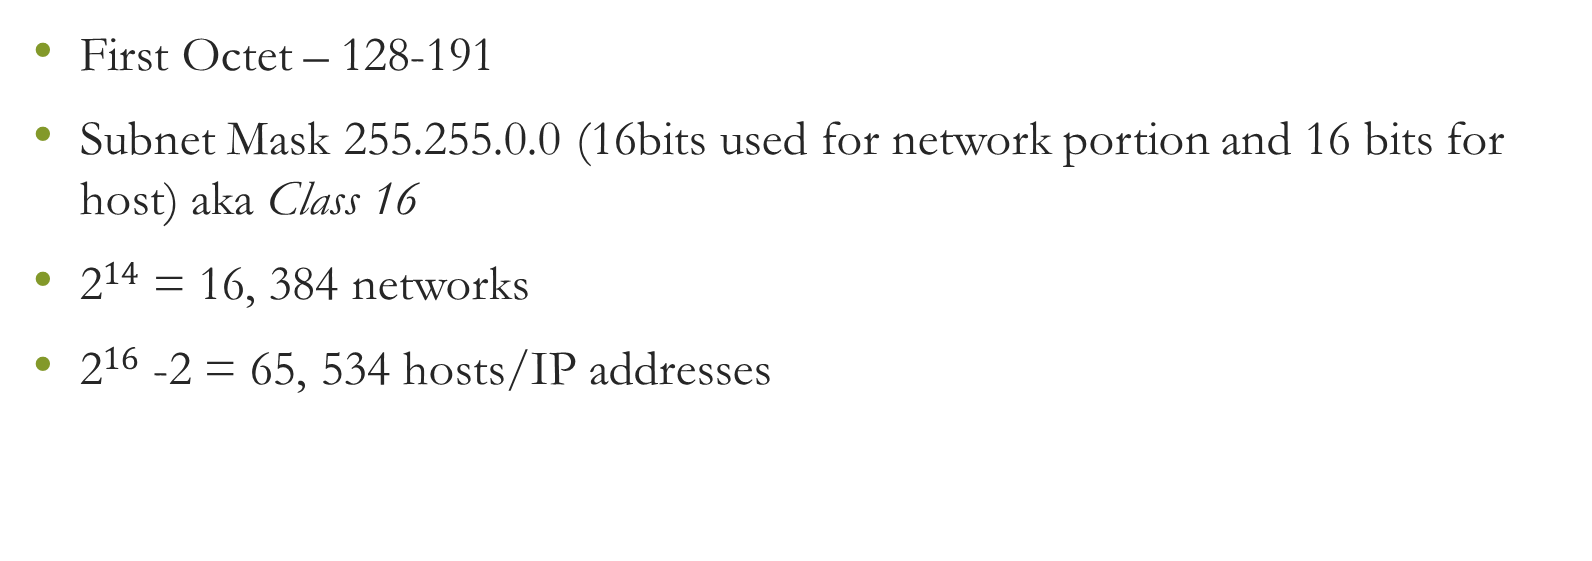 • First Octet – 128-191
• Subnet Mask 255.255.0.0 (16bits used for network portion and 16 bits for
host) aka Class 16
• 2¹⁴ = 16, 384 networks
• 2¹⁶ -2 = 65, 534 hosts/IP addresses